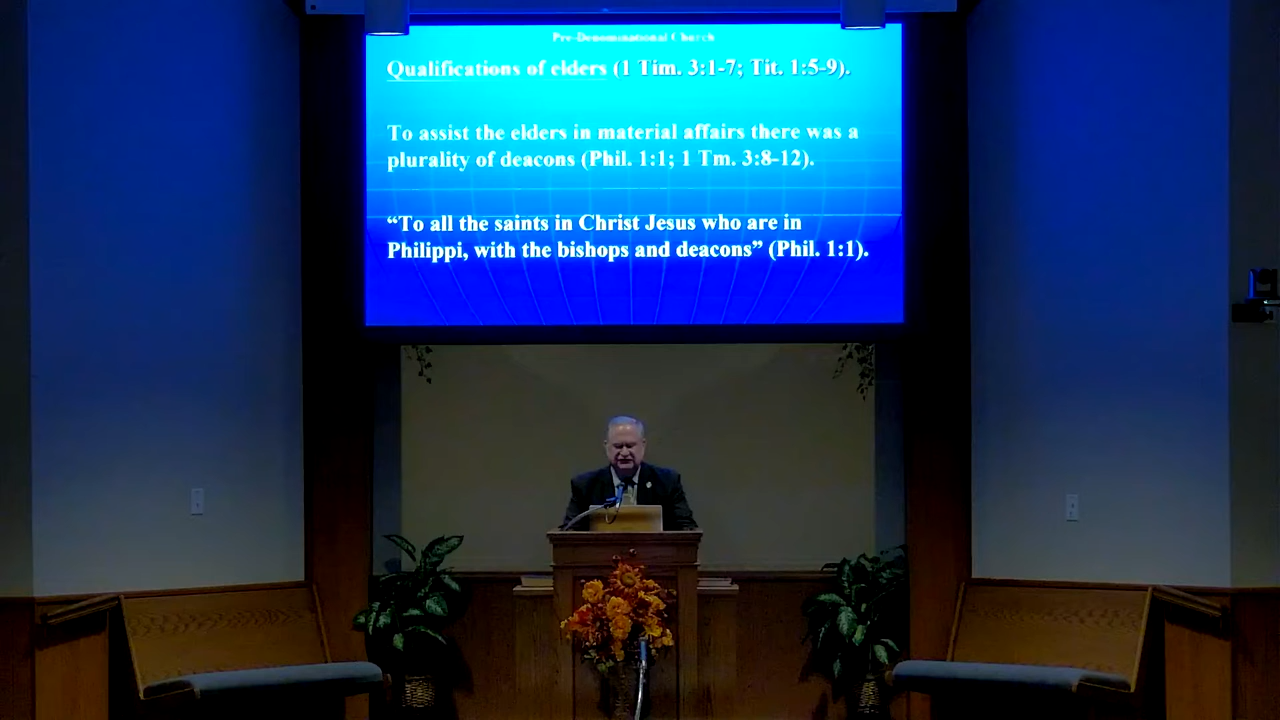 Pre-Denominational Church
Qualifications of elders (1 Tim. 3:1-7; Tit. 1:5-9).
To assist the elders in material affairs there was a
plurality of deacons (Phil. 1:1; 1 Tm. 3:8-12).
“To all the saints in Christ Jesus who are in
Philippi, with the bishops and deacons” (Phil. 1:1).